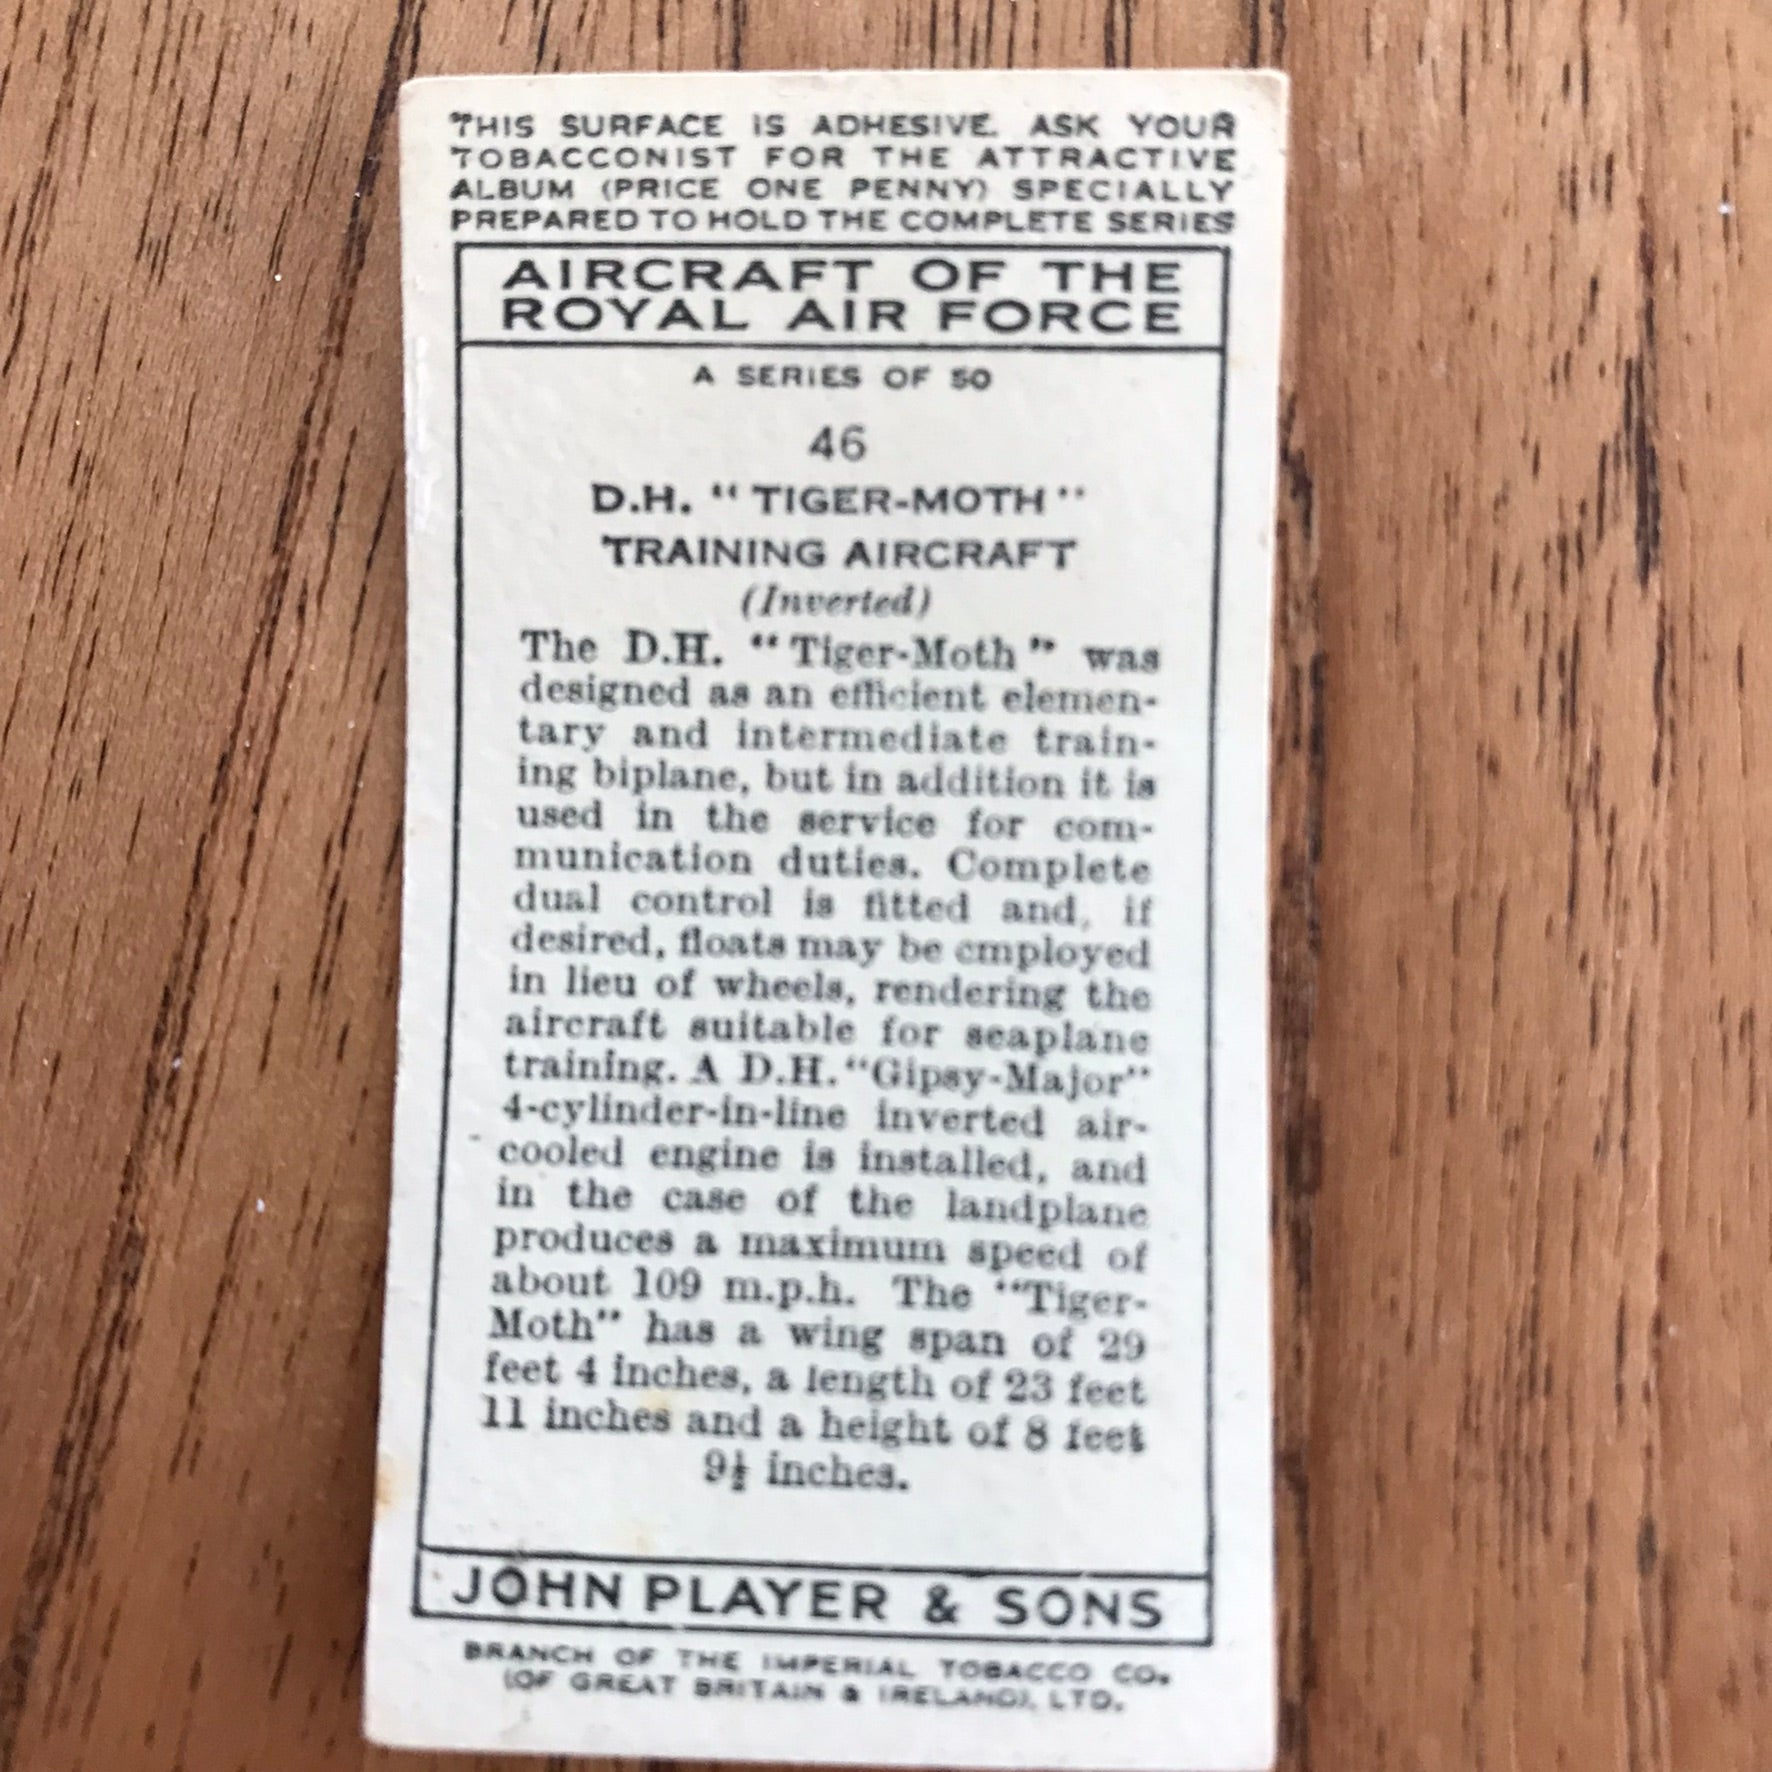 THIS SURFACE IS ADHESIVE. ASK YOUR
TOBACCONIST FOR THE ATTRACTIVE
ALBUM (PRICE ONE PENNY) SPECIALLY
PREPARED TO HOLD THE COMPLETE SERIES
AIRCRAFT OF THE
ROYAL AIR FORCE
A SERIES OF 50
46
D.H. "TIGER-MOTH"
TRAINING AIRCRAFT
(Inverted)
The D.H. "Tiger-Moth" was
designed as an efficient elemen-
tary and intermediate train-
ing biplane, but in addition it is
used in the service for com-
munication duties. Complete
dual control is fitted and, if
desired, floats may be employed
in lieu of wheels, rendering the
aircraft suitable for seaplane
training. A D.H. "Gipsy-Major"
4-cylinder-in-line inverted air-
cooled engine is installed, and
in the case of the landplane
produces a maximum speed of
about 109 m.p.h. The "Tiger-
Moth" has a wing span of 29
feet 4 inches, a length of 23 feet
11 inches and a height of 8 feet
9½ inches.
JOHN PLAYER & SONS
BRANCH OF THE IMPERIAL TOBACCO CO.
(OF GREAT BRITAIN & IRELAND), LTD.